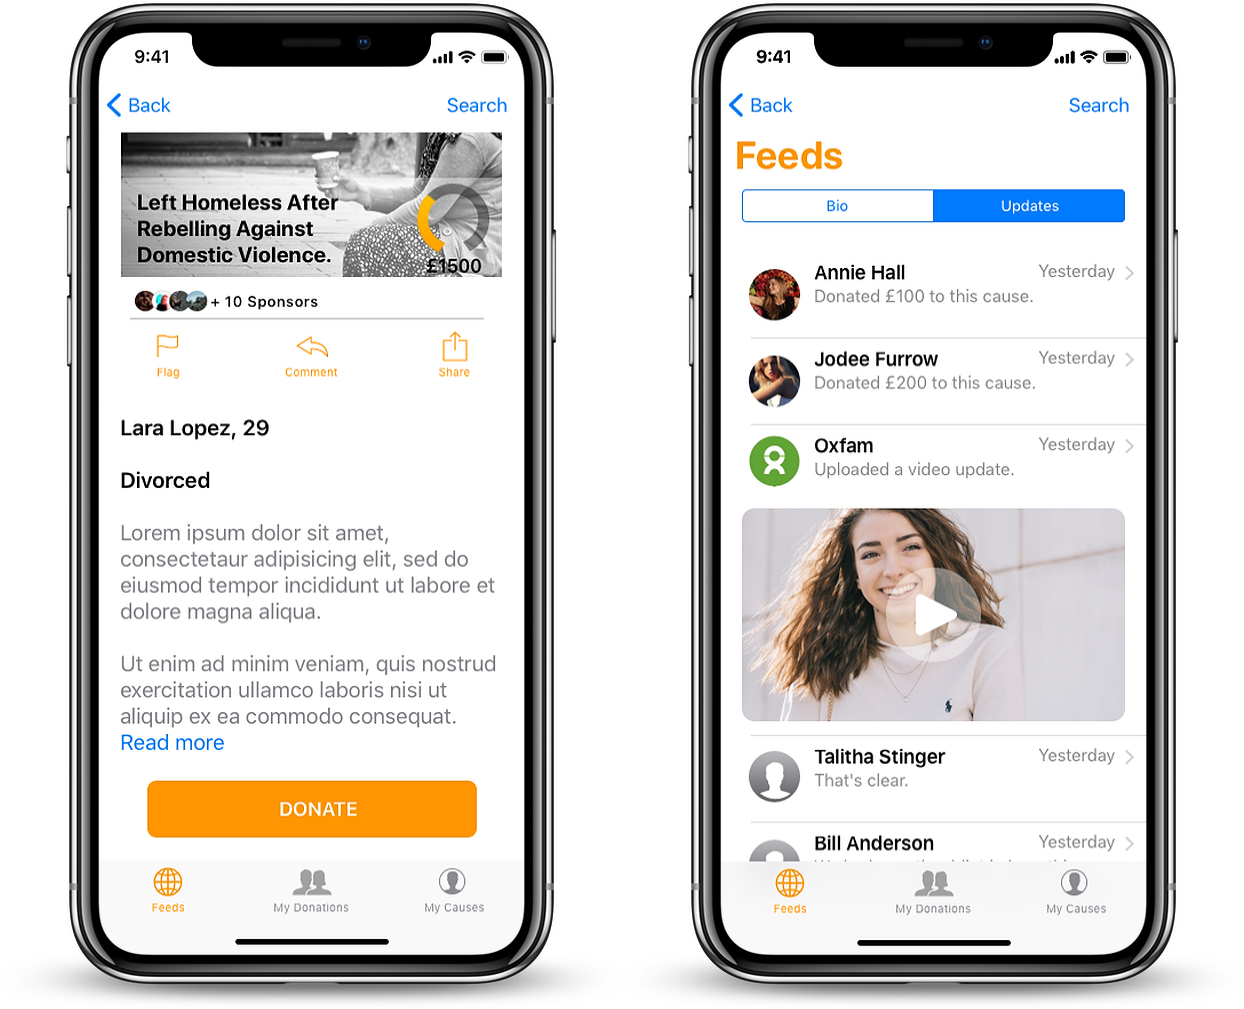 9:41
Back
Search
Left Homeless After
Rebelling Against
Domestic Violence.
£1500
+ 10 Sponsors
Flag
Comment
Share
Lara Lopez, 29
Divorced
Lorem ipsum dolor sit amet,
consectetaur adipisicing elit, sed do
eiusmod tempor incididunt ut labore et
dolore magna aliqua.
Ut enim ad minim veniam, quis nostrud
exercitation ullamco laboris nisi ut
aliquip ex ea commodo consequat.
Read more
DONATE
Feeds
My Donations
My Causes
9:41
Back
Search
Feeds
Bio
Updates
Annie Hall
Yesterday
Donated £100 to this cause.
Jodee Furrow
Yesterday
Donated £200 to this cause.
Oxfam
Yesterday
Uploaded a video update.
Talitha Stinger
Yesterday
That's clear.
Bill Anderson
Yesterday
Feeds
My Donations
My Causes